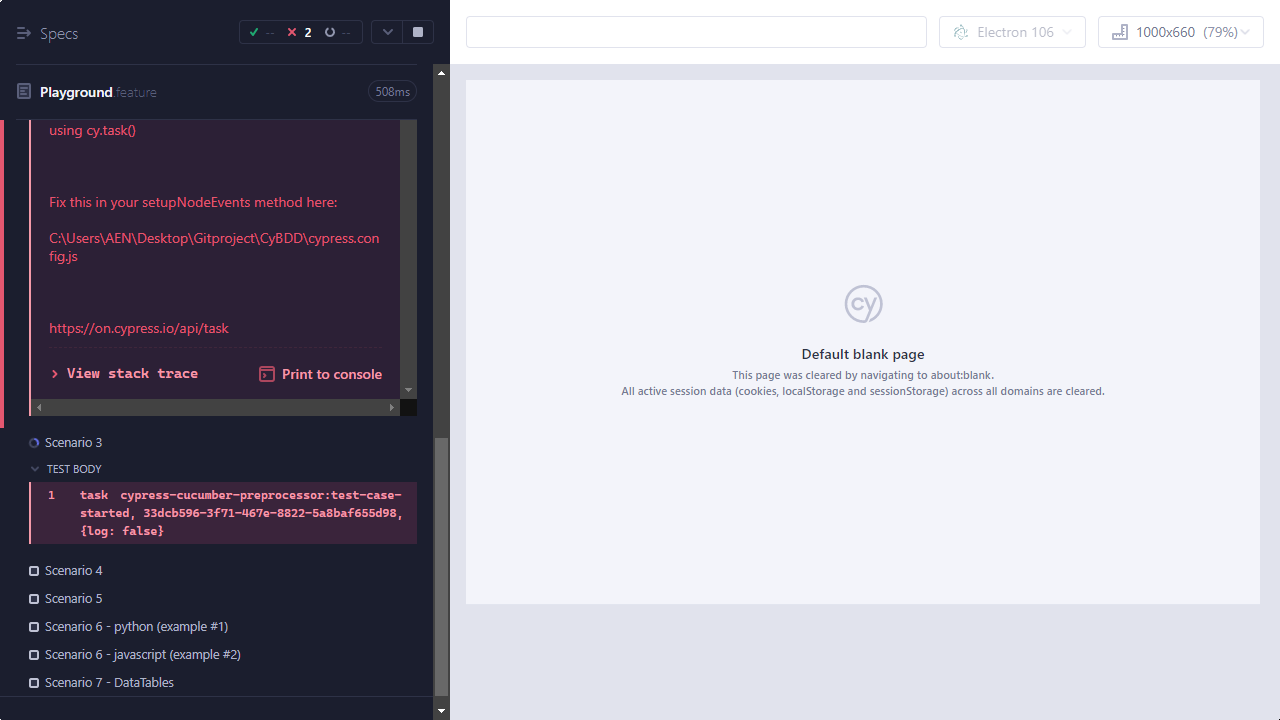 Specs
-- 2 --
Electron 106
1000x660 (79%)
Playground.feature
508ms
using cy.task()
Fix this in your setupNodeEvents method here:
C:\Users\AEN\Desktop\Gitproject\CyBDD\cypress.con
fig.js
https://on.cypress.io/api/task
View stack trace
Print to console
Scenario 3
TEST BODY
1 task cypress-cucumber-preprocessor:test-case-
started, 33dcb596-3f71-467e-8822-5a8baf655d98,
{log: false}
Scenario 4
Scenario 5
Scenario 6 - python (example #1)
Scenario 6 - javascript (example #2)
Scenario 7 - DataTables
cy
Default blank page
This page was cleared by navigating to about:blank.
All active session data (cookies, localStorage and sessionStorage) across all domains are cleared.